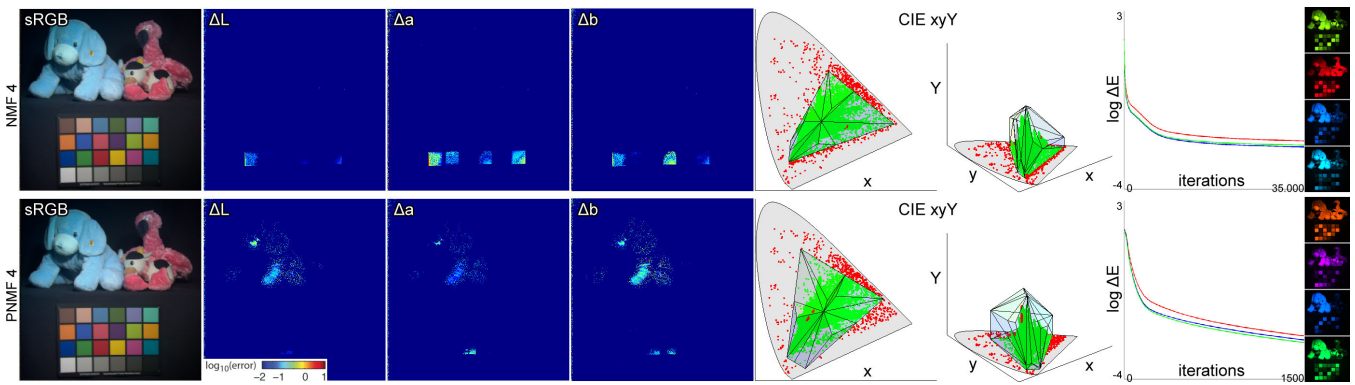 sRGB ΔL Δa Δb CIE xyY 3
NMF 4
Y
log ΔE
x y x
-4 0 iterations 35.000
sRGB ΔL Δa Δb CIE xyY 3
PNMF 4
Y
log ΔE
log10(error)
-2 -1 0 1
x y x
-4 0 iterations 1500